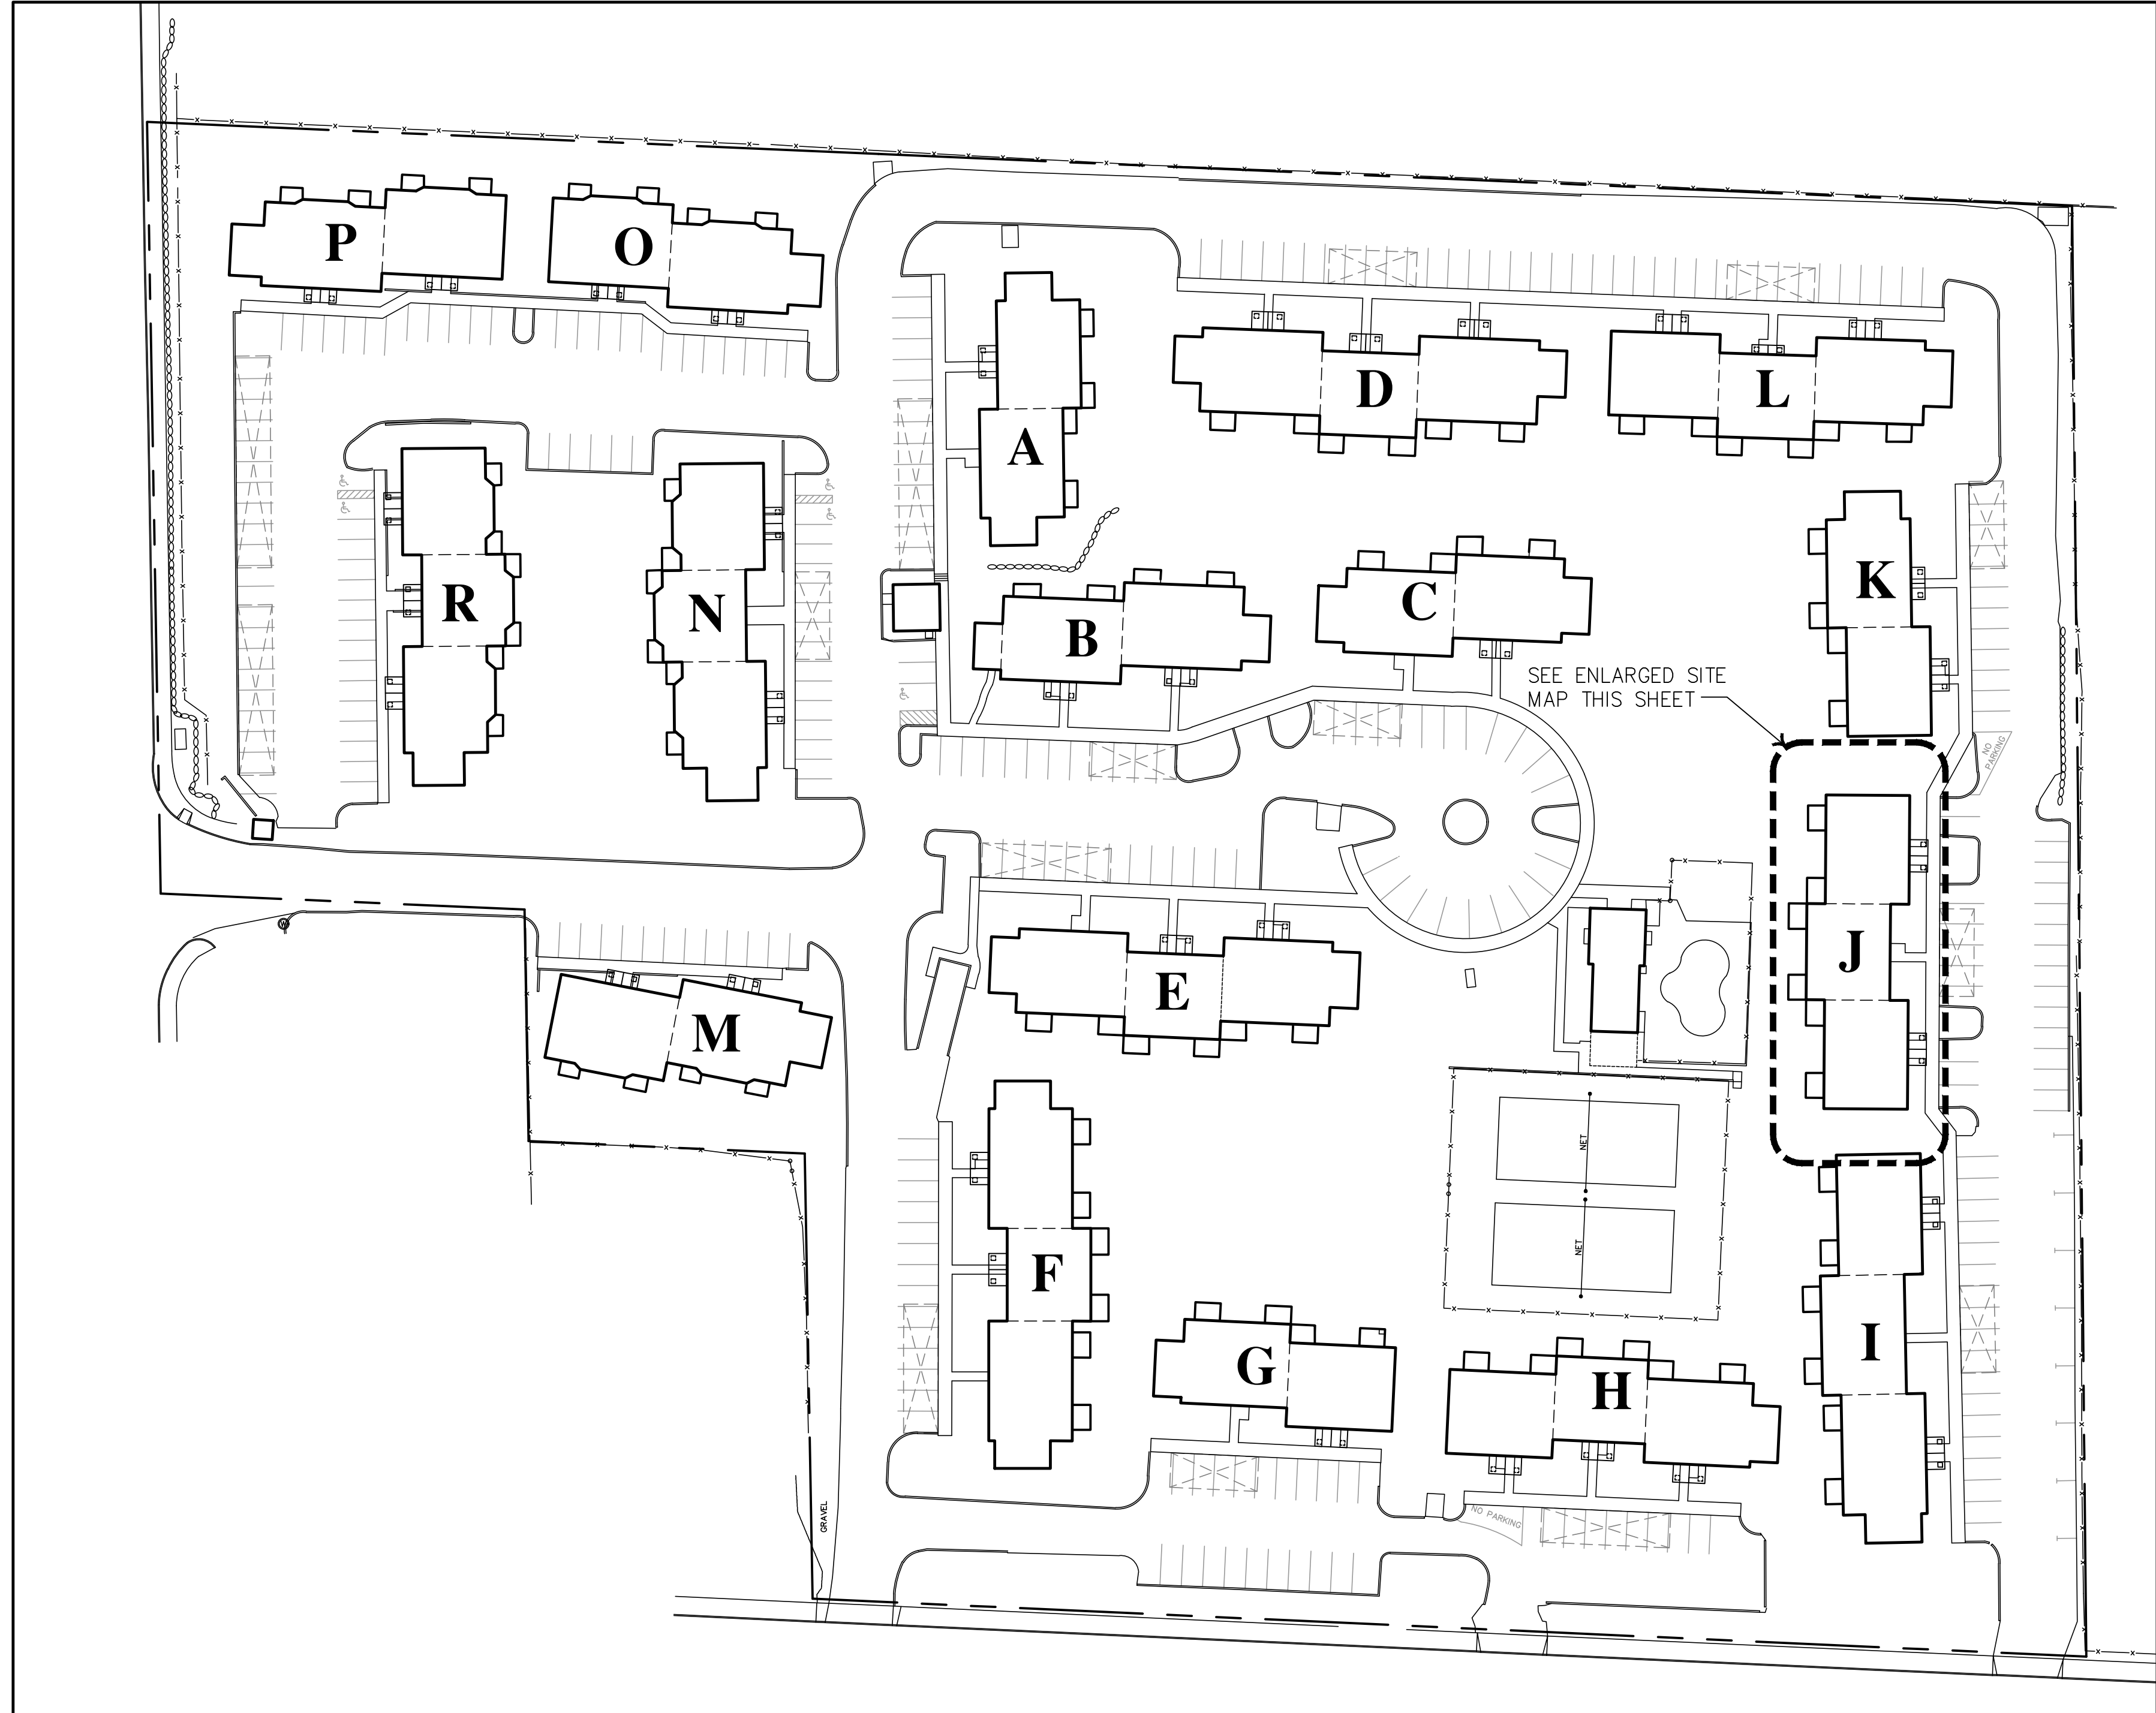 P
O
A
D
L
R
N
B
C
K
SEE ENLARGED SITE
MAP THIS SHEET
NO
PARKING
M
E
J
NET
NET
F
G
H
I
GRAVEL
NO PARKING